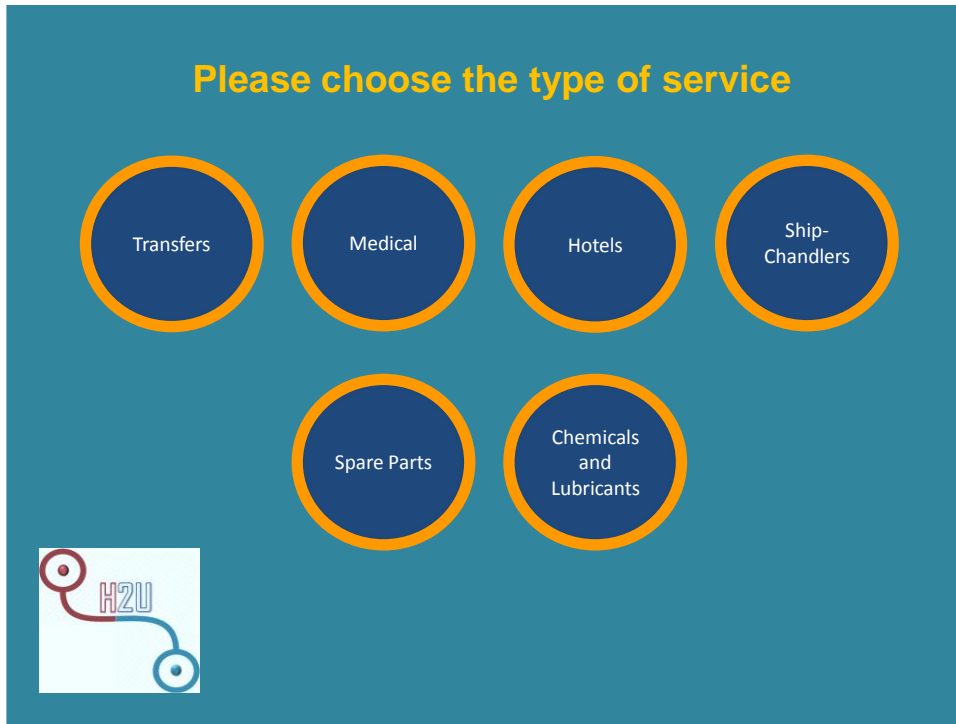 Please choose the type of service
Transfers
Medical
Hotels
Ship-
Chandlers
Spare Parts
Chemicals
and
Lubricants
H2U